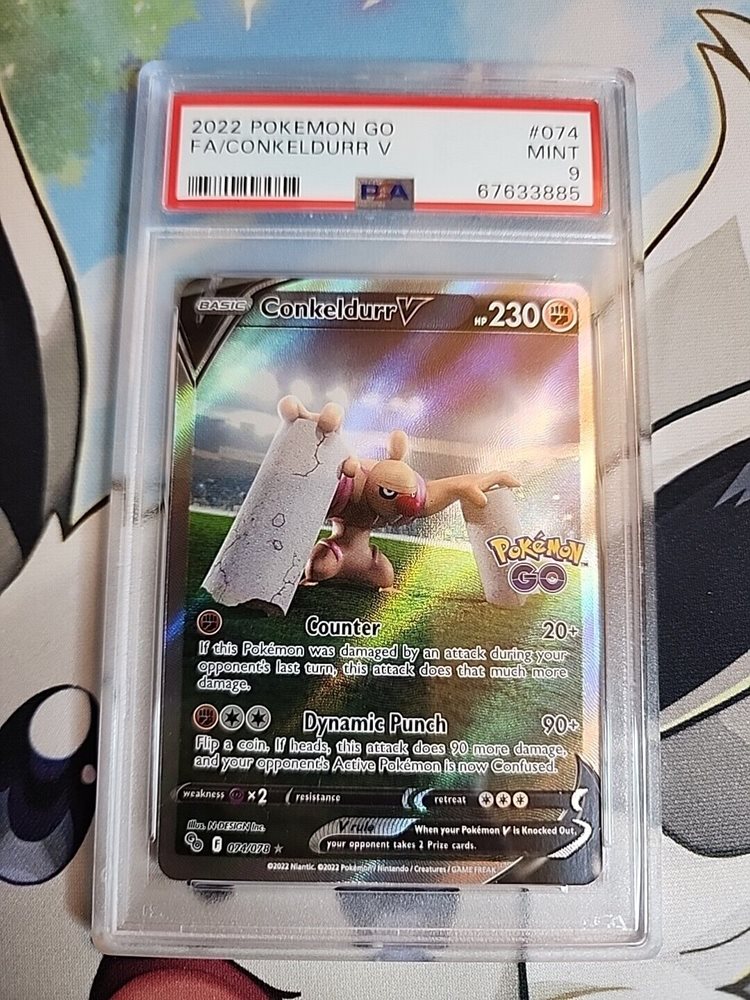 2022 POKEMON GO #074
FA/CONKELDURR V MINT
9
PSA 67633885
BASIC Conkeldurr V HP 230
Pokémon GO
Counter 20+
If this Pokémon was damaged by an attack during your
opponent's last turn, this attack does that much more
damage.
Dynamic Punch 90+
Flip a coin. If heads, this attack does 90 more damage,
and your opponent's Active Pokémon is now Confused.
weakness ×2 resistance retreat
Illus. N-DESIGN Inc.
V rule When your Pokémon V is Knocked Out,
your opponent takes 2 Prize cards.
F 074/078 ★
©2022 Niantic. ©2022 Pokémon / Nintendo / Creatures / GAME FREAK